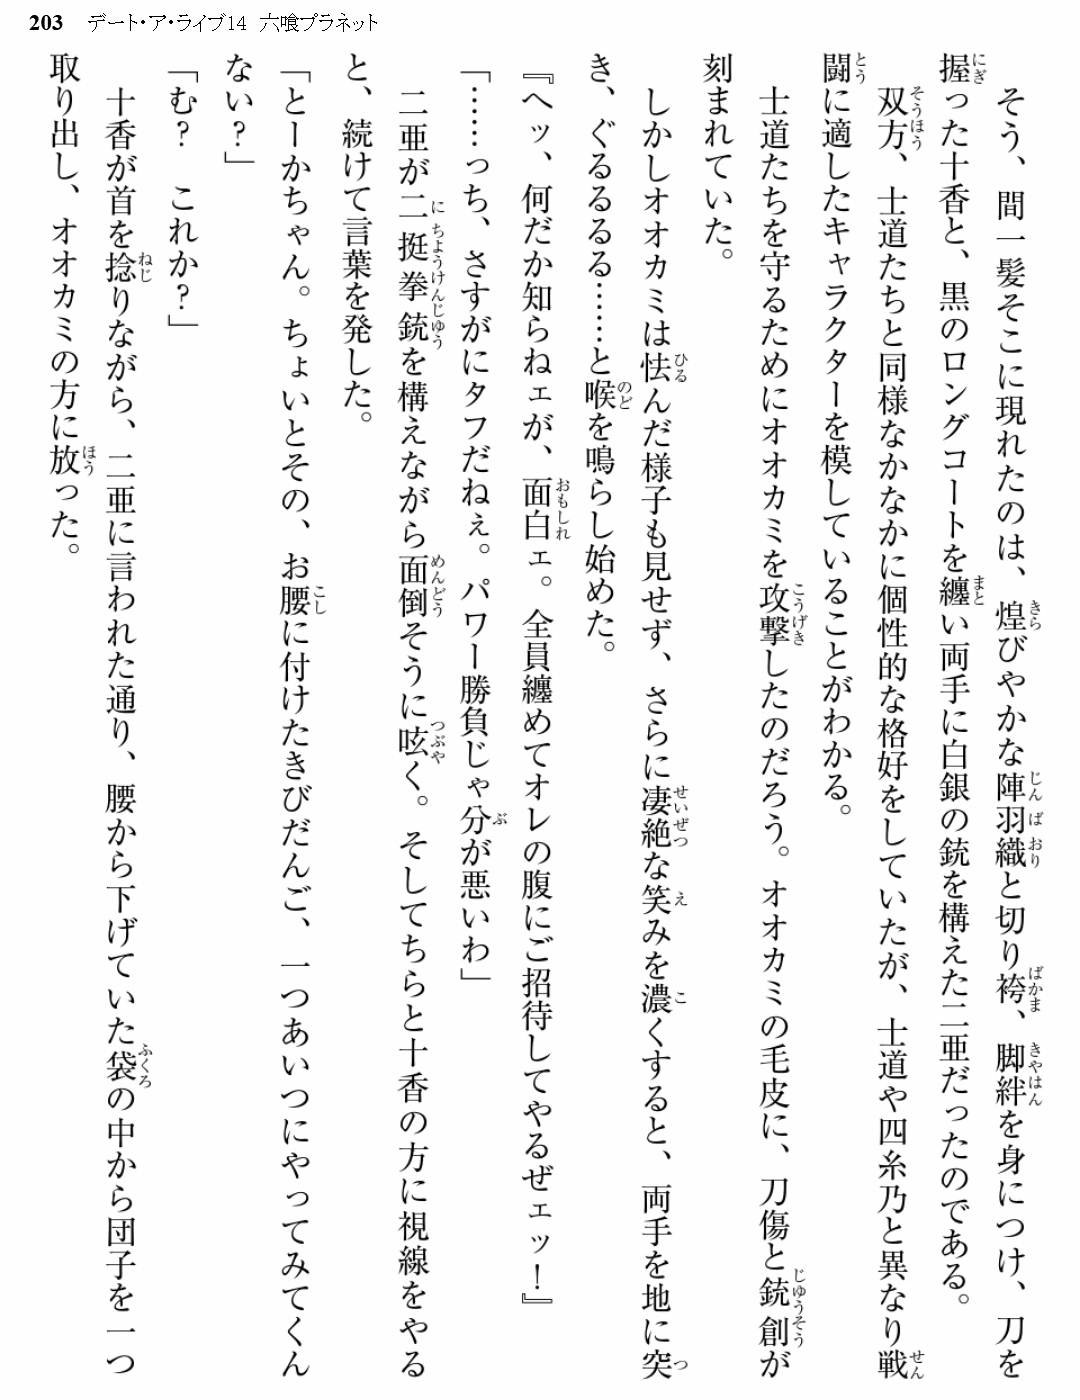 203 デート・ア・ライブ14 六喰プラネット
そう、間一髪そこに現れたのは、煌びやかな陣羽織と切り袴、脚絆を身につけ、刀を
握った十香と、黒のロングコートを纏い両手に白銀の銃を構えた二亜だったのである。
双方、士道たちと同様なかなかに個性的な格好をしていたが、士道や四糸乃と異なり戦
闘に適したキャラクターを模していることがわかる。
士道たちを守るためにオオカミを攻撃したのだろう。オオカミの毛皮に、刀傷と銃創が
刻まれていた。
しかしオオカミは怯んだ様子も見せず、さらに凄絶な笑みを濃くすると、両手を地に突
き、ぐるるるる……と喉を鳴らし始めた。
『ヘッ、何だか知らねェが、面白ェ。全員纏めてオレの腹にご招待してやるぜェッ！』
「……っち、さすがにタフだねぇ。パワー勝負じゃ分が悪いわ」
二亜が二挺拳銃を構えながら面倒そうに呟く。そしてちらと十香の方に視線をやる
と、続けて言葉を発した。
「とーかちゃん。ちょいとその、お腰に付けたきびだんご、一つあいつにやってみてくん
ない？」
「む？　これか？」
十香が首を捻りながら、二亜に言われた通り、腰から下げていた袋の中から団子を一つ
取り出し、オオカミの方に放った。